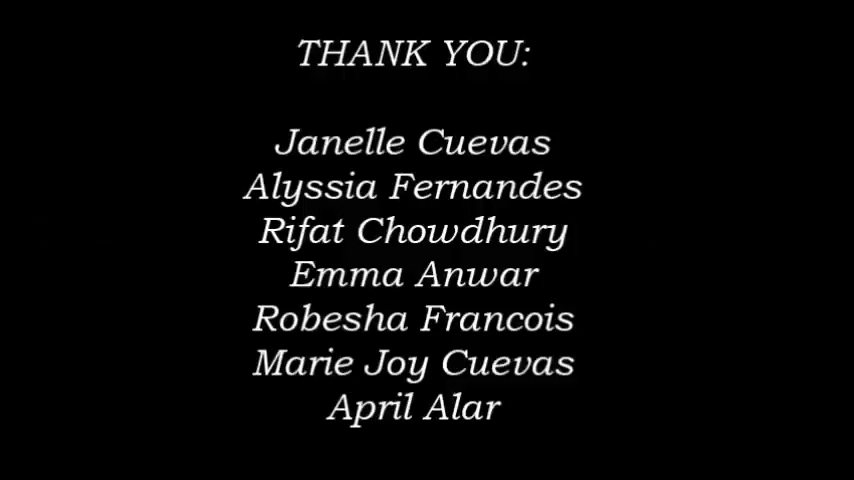 THANK YOU:
Janelle Cuevas
Alyssia Fernandes
Rifat Chowdhury
Emma Anwar
Robesha Francois
Marie Joy Cuevas
April Alar